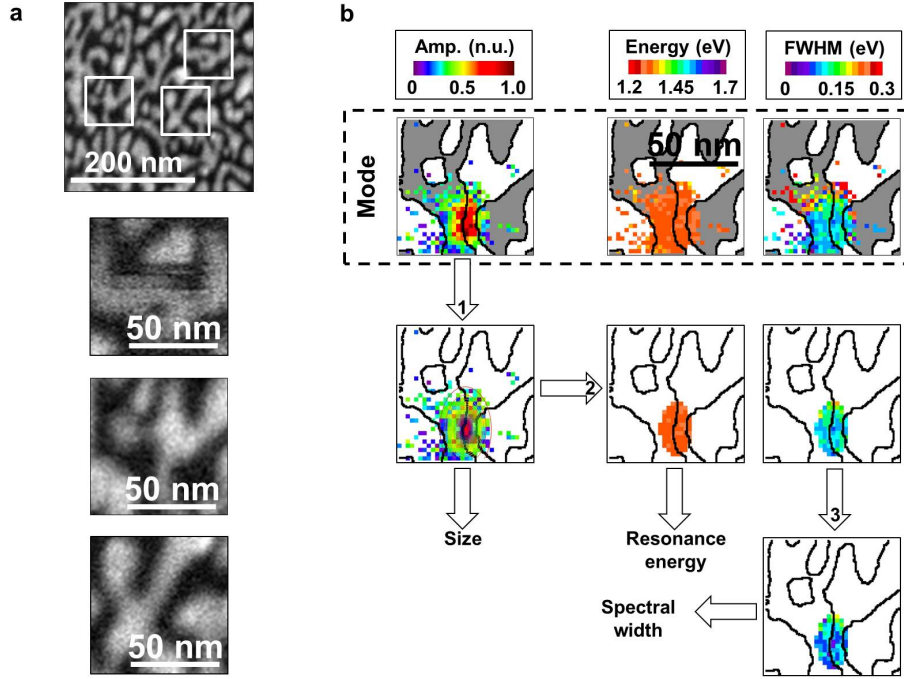 a
200 nm
50 nm
50 nm
50 nm
b
Amp. (n.u.)
0 0.5 1.0
Energy (eV)
1.2 1.45 1.7
FWHM (eV)
0 0.15 0.3
Mode
50 nm
1
2
Size
Resonance
energy
3
Spectral
width